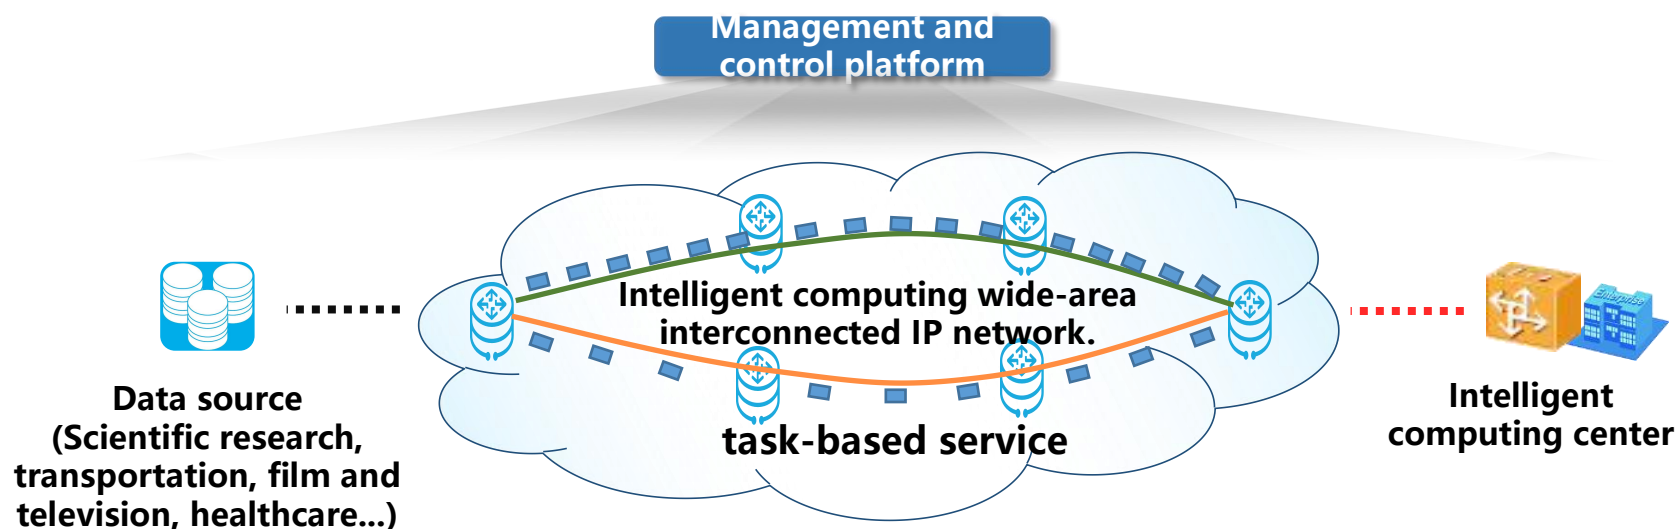 Management and
control platform
Intelligent computing wide-area
interconnected IP network.
task-based service
Data source
(Scientific research,
transportation, film and
television, healthcare...)
Enterprise
Intelligent
computing center